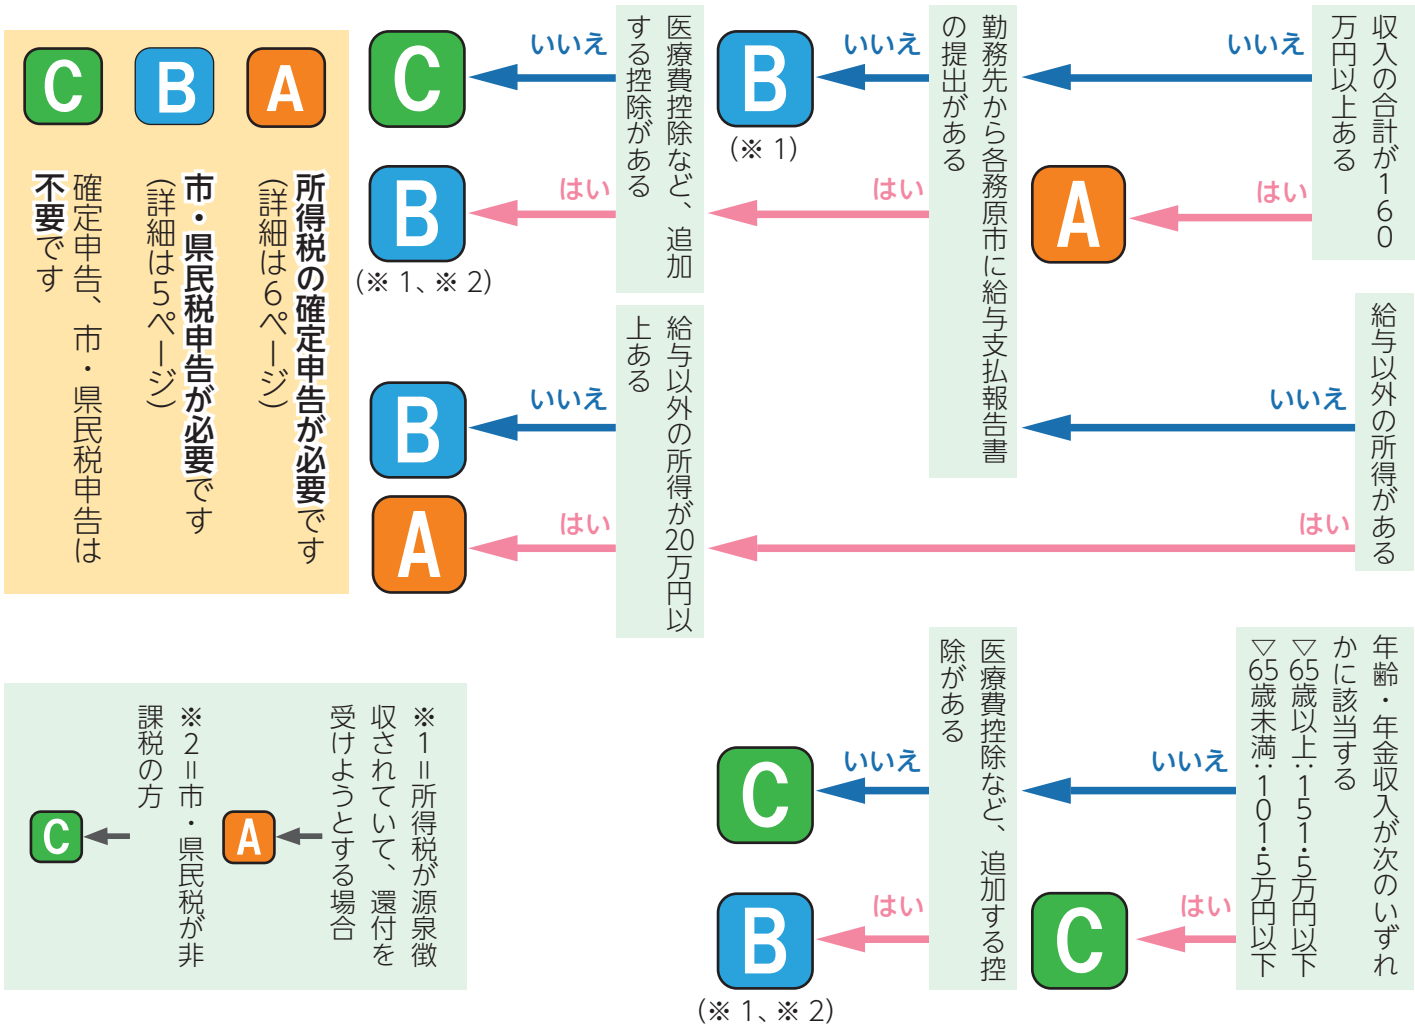 収入の合計が160
万円以上ある
いいえ
はい
A
勤務先から各務原市に給与支払報告書
の提出がある
いいえ
B
(※ 1)
はい
医療費控除など、追加
する控除がある
いいえ
C
はい
B
(※ 1、※ 2)
給与以外の所得がある
いいえ
はい
給与以外の所得が20万円以
上ある
いいえ
B
はい
A
年齢・年金収入が次のいずれ
かに該当する
▽65歳以上：151・5万円以下
▽65歳未満：101・5万円以下
いいえ
はい
C
医療費控除など、追加する控
除がある
いいえ
C
はい
B
(※ 1、※ 2)
A
所得税の確定申告が必要です
（詳細は6ページ）
B
市・県民税申告が必要です
（詳細は5ページ）
C
確定申告、市・県民税申告は
不要です
※1＝所得税が源泉徴
収されていて、還付を
受けようとする場合
A
※2＝市・県民税が非
課税の方
C